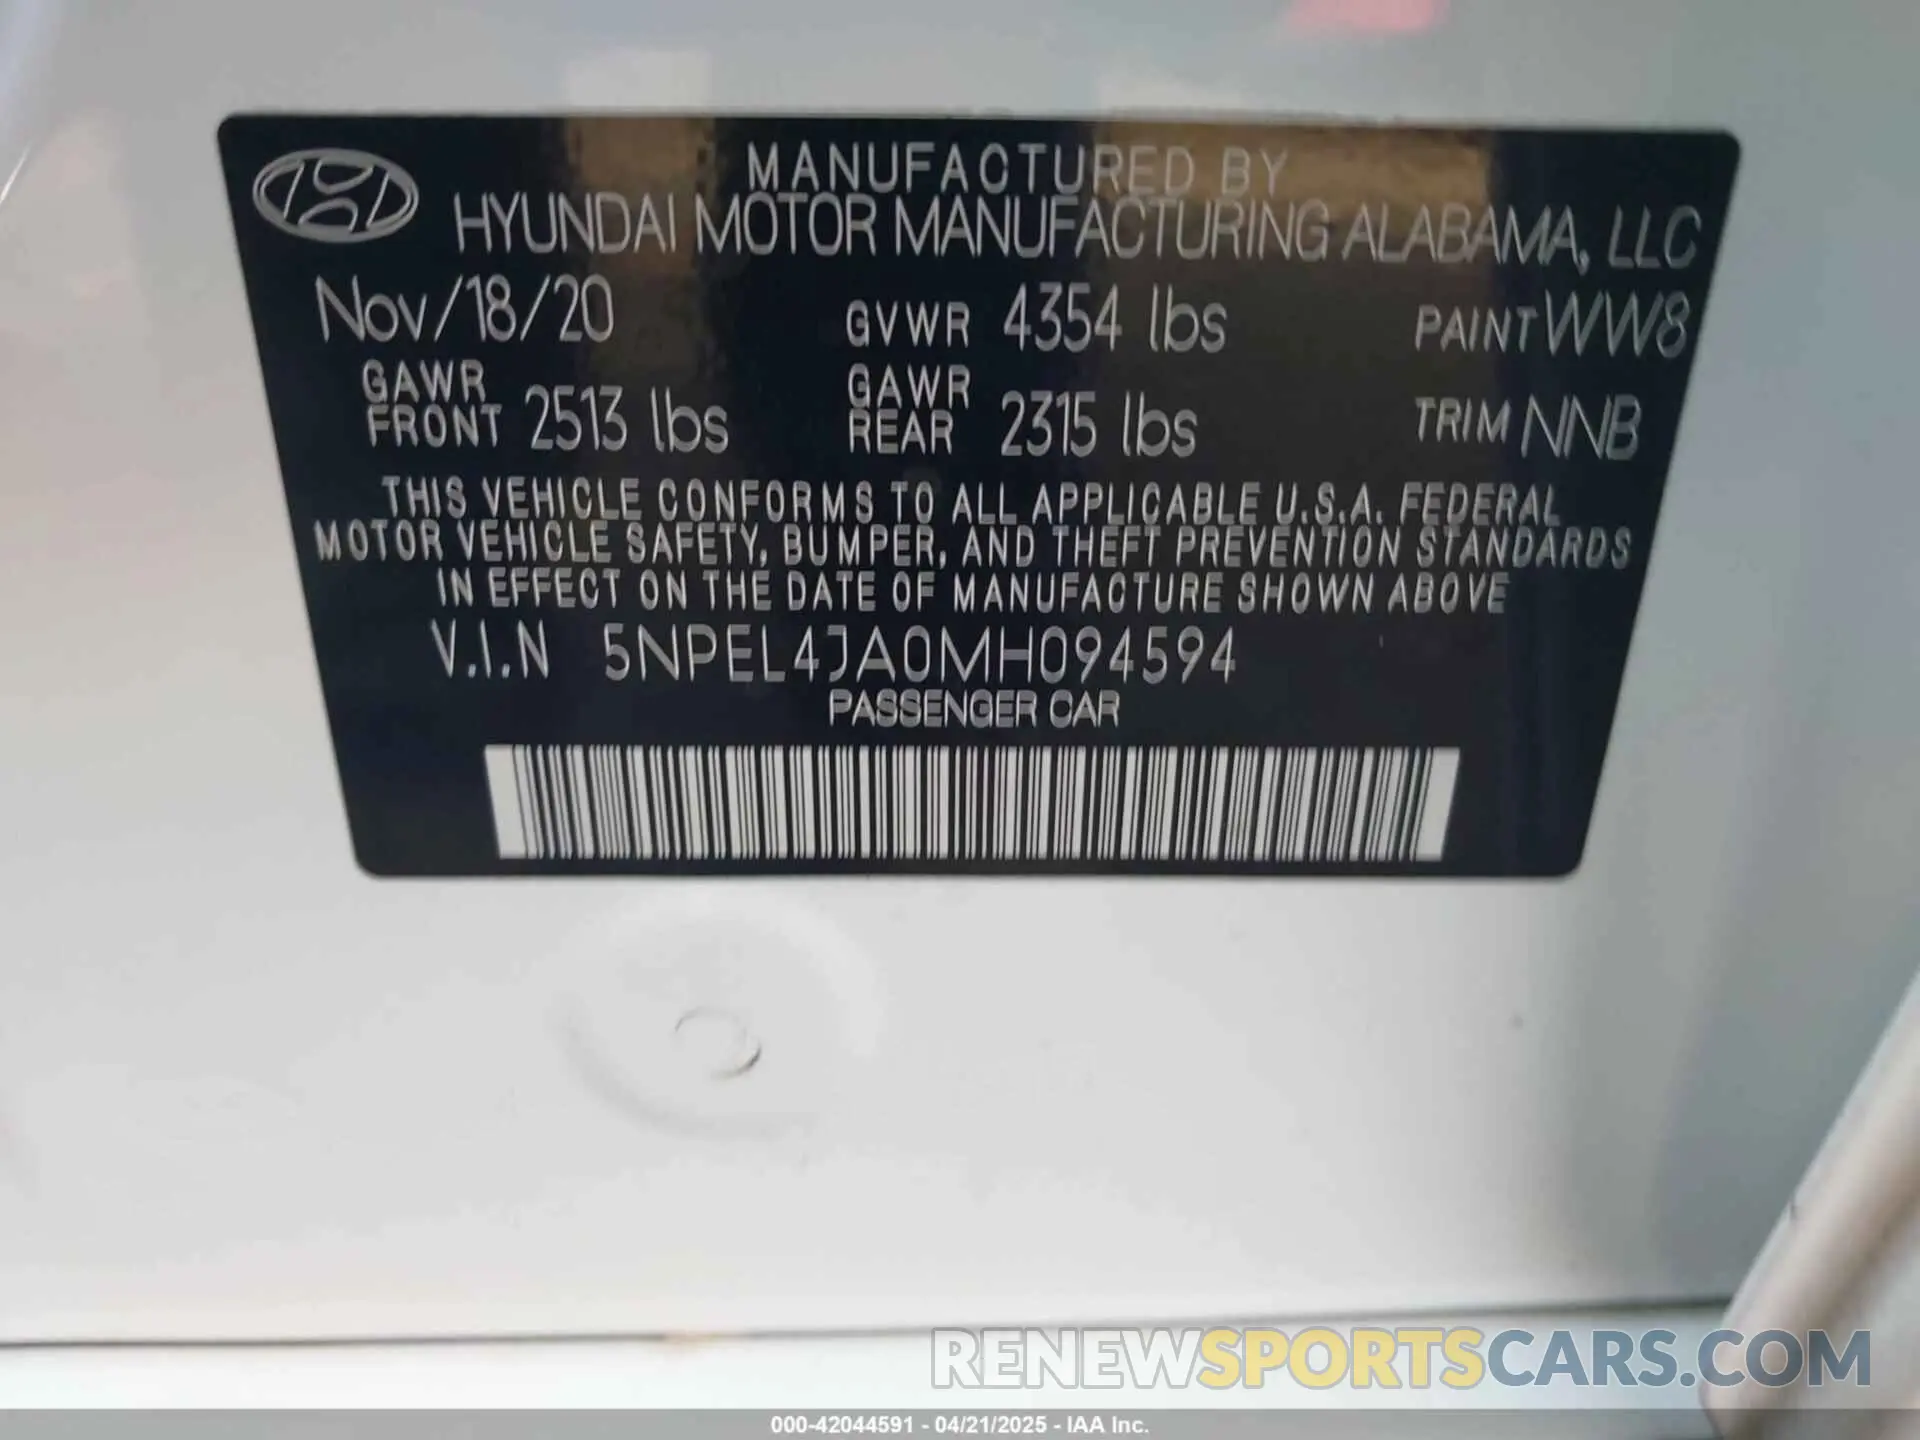 MANUFACTURED BY
HYUNDAI MOTOR MANUFACTURING ALABAMA, LLC
Nov/18/20 GVWR 4354 lbs PAINT WW8
GAWR FRONT 2513 lbs GAWR REAR 2315 lbs TRIM NNB
THIS VEHICLE CONFORMS TO ALL APPLICABLE U.S.A. FEDERAL
MOTOR VEHICLE SAFETY, BUMPER, AND THEFT PREVENTION STANDARDS
IN EFFECT ON THE DATE OF MANUFACTURE SHOWN ABOVE
V.I.N 5NPEL4JA0MH094594
PASSENGER CAR
RENEWSPORTSCARS.COM
000-42044591 - 04/21/2025 - IAA Inc.